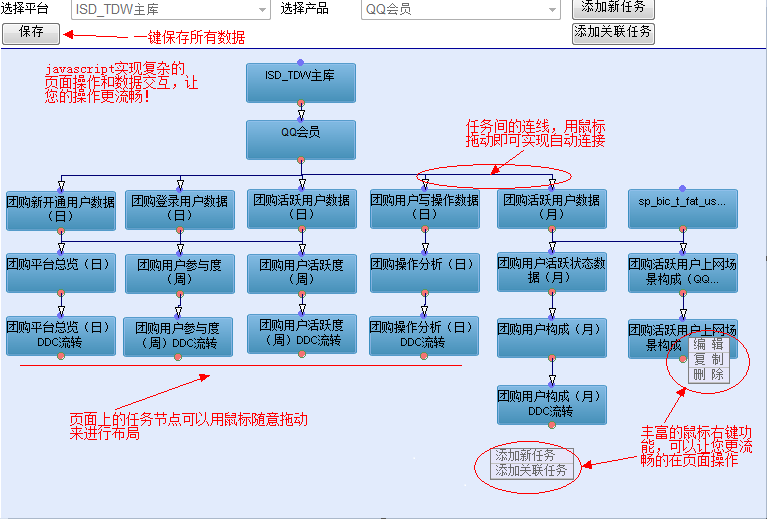 选择平台 ISD_TDW主库 选择产品 QQ会员 添加新任务
保存 一键保存所有数据 添加关联任务
javascript实现复杂的
页面操作和数据交互，让
您的操作更流畅！
ISD_TDW主库
QQ会员
任务间的连线，用鼠标
拖动即可实现自动连接
团购新开通用户数据
（日）
团购登录用户数据
（日）
团购活跃用户数据
（日）
团购用户写操作数据
（日）
团购活跃用户数据
（月）
sp_bic_t_fat_us...
团购平台总览（日）
团购用户参与度
（周）
团购用户活跃度
（周）
团购操作分析（日）
团购用户活跃状态数
据（月）
团购活跃用户上网场
景构成（QQ...
团购平台总览（日）
DDC流转
团购用户参与度
（周）DDC流转
团购用户活跃度
（周）DDC流转
团购操作分析（日）
DDC流转
团购用户构成（月）
团购活跃用户上网场
景构成
编 辑
复 制
删 除
团购用户构成（月）
DDC流转
页面上的任务节点可以用鼠标随意拖动
来进行布局
添加新任务
添加关联任务
丰富的鼠标右键功
能，可以让您更流
畅的在页面操作